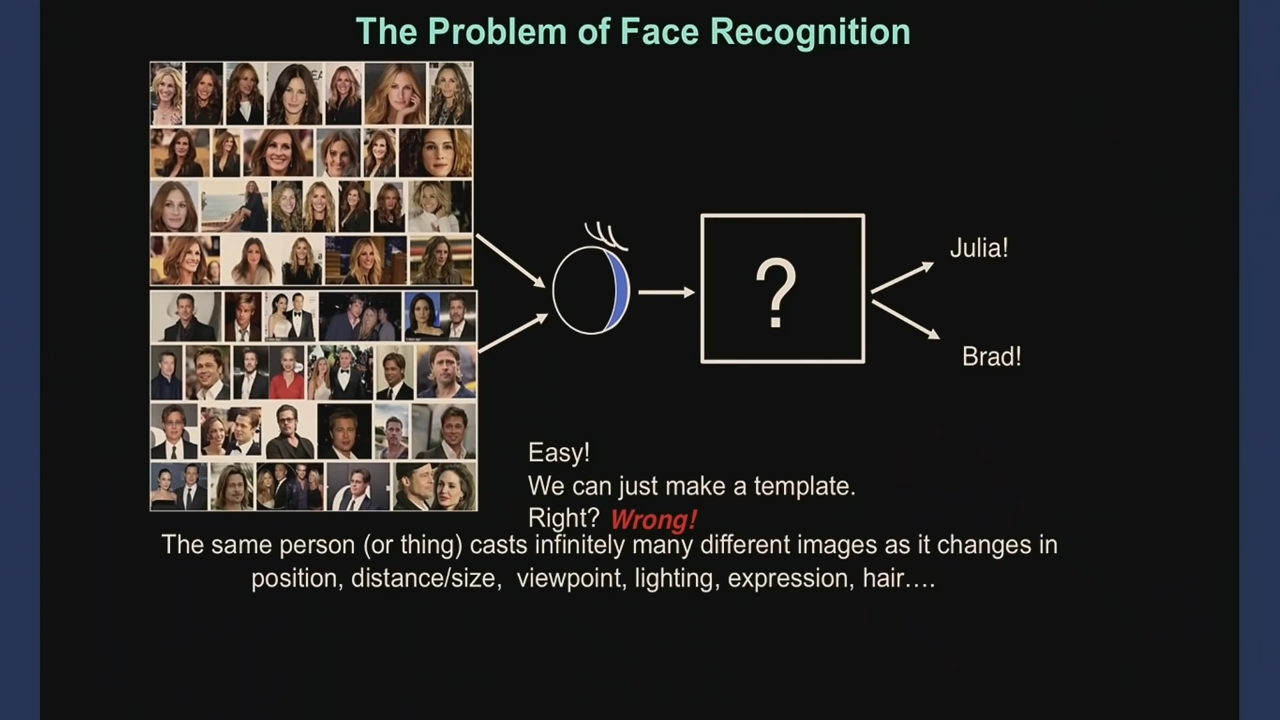 The Problem of Face Recognition
?
Julia!
Brad!
Easy!
We can just make a template.
Right? Wrong!
The same person (or thing) casts infinitely many different images as it changes in
position, distance/size, viewpoint, lighting, expression, hair….